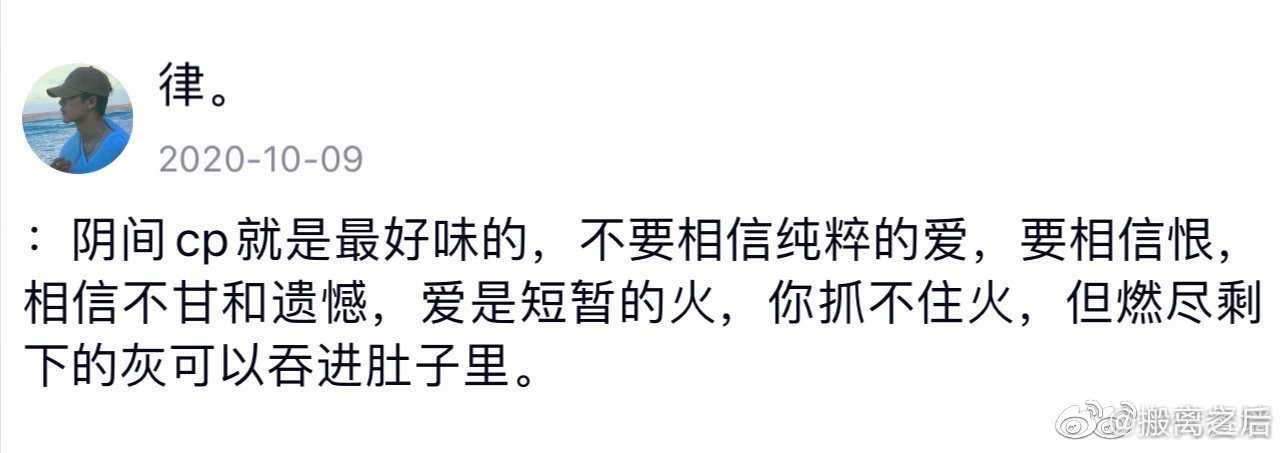 律。
2020-10-09
：阴间cp就是最好味的，不要相信纯粹的爱，要相信恨，
相信不甘和遗憾，爱是短暂的火，你抓不住火，但燃尽剩
下的灰可以吞进肚子里。
@搬离之后